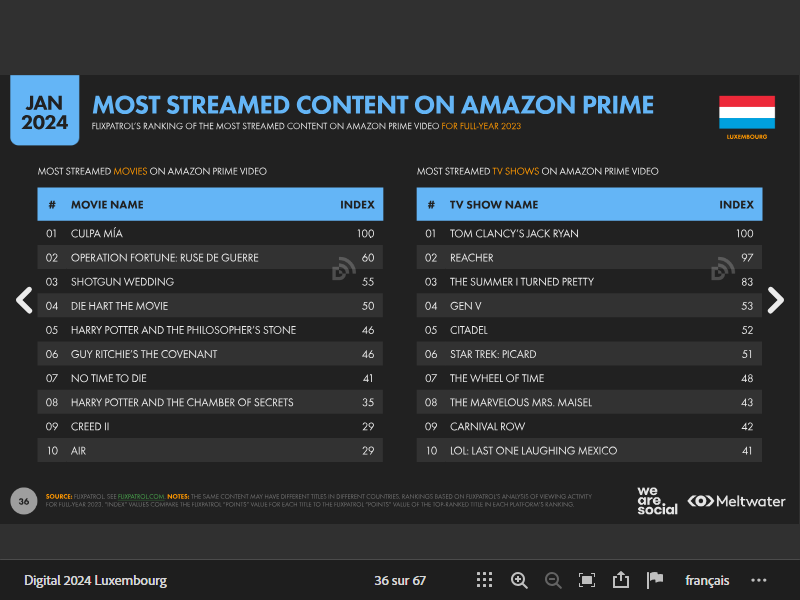 JAN
2024
MOST STREAMED CONTENT ON AMAZON PRIME
FLIXPATROL'S RANKING OF THE MOST STREAMED CONTENT ON AMAZON PRIME VIDEO FOR FULL-YEAR 2023
LUXEMBOURG
MOST STREAMED MOVIES ON AMAZON PRIME VIDEO
# MOVIE NAME INDEX
01 CULPA MÍA 100
02 OPERATION FORTUNE: RUSE DE GUERRE 60
03 SHOTGUN WEDDING 55
04 DIE HART THE MOVIE 50
05 HARRY POTTER AND THE PHILOSOPHER'S STONE 46
06 GUY RITCHIE'S THE COVENANT 46
07 NO TIME TO DIE 41
08 HARRY POTTER AND THE CHAMBER OF SECRETS 35
09 CREED II 29
10 AIR 29
MOST STREAMED TV SHOWS ON AMAZON PRIME VIDEO
# TV SHOW NAME INDEX
01 TOM CLANCY'S JACK RYAN 100
02 REACHER 97
03 THE SUMMER I TURNED PRETTY 83
04 GEN V 53
05 CITADEL 52
06 STAR TREK: PICARD 51
07 THE WHEEL OF TIME 48
08 THE MARVELOUS MRS. MAISEL 43
09 CARNIVAL ROW 42
10 LOL: LAST ONE LAUGHING MEXICO 41
36
SOURCE: FLIXPATROL. SEE FLIXPATROL.COM. NOTES: THE SAME CONTENT MAY HAVE DIFFERENT TITLES IN DIFFERENT COUNTRIES. RANKINGS BASED ON FLIXPATROL'S ANALYSIS OF VIEWING ACTIVITY
FOR FULL-YEAR 2023. "INDEX" VALUES COMPARE THE FLIXPATROL "POINTS" VALUE FOR EACH TITLE TO THE FLIXPATROL "POINTS" VALUE OF THE TOP-RANKED TITLE IN EACH PLATFORM'S RANKING.
we
are
social
Meltwater
Digital 2024 Luxembourg
36 sur 67
français